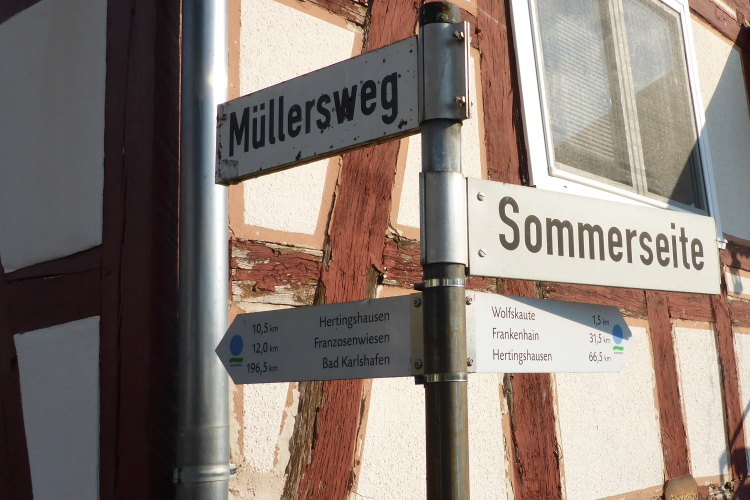 Müllersweg
Sommerseite
10,5 km Hertingshausen
12,0 km Franzosenwiesen
196,5 km Bad Karlshafen
Wolfskaute 1,5 km
Frankenhain 31,5 km
Hertingshausen 66,5 km